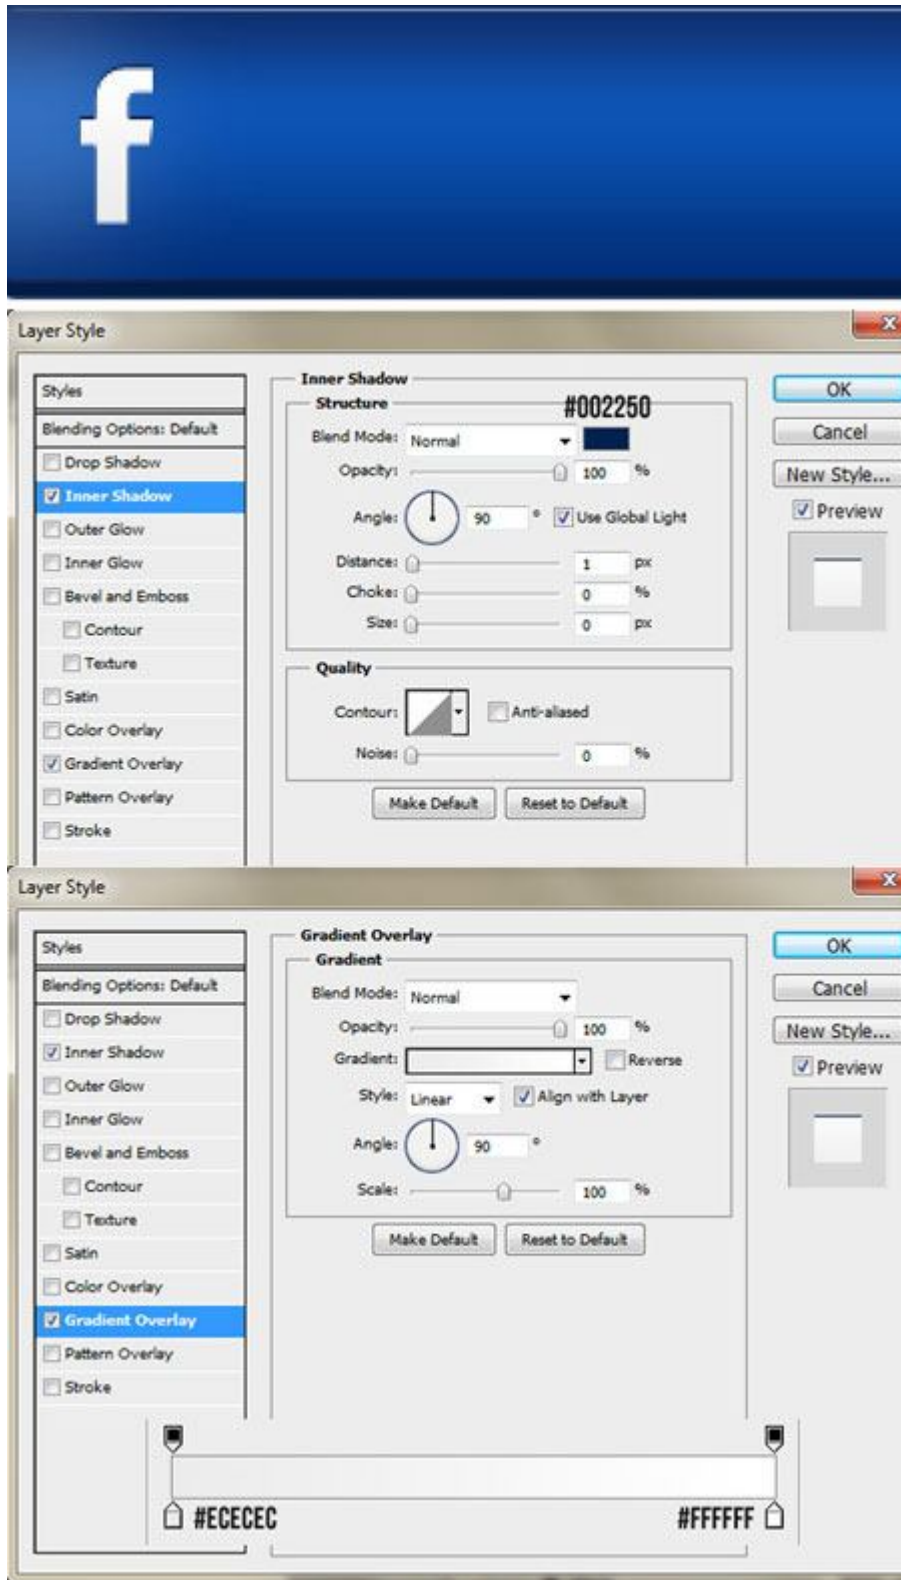 f
Layer Style
Styles
Blending Options: Default
Drop Shadow
Inner Shadow
Outer Glow
Inner Glow
Bevel and Emboss
Contour
Texture
Satin
Color Overlay
Gradient Overlay
Pattern Overlay
Stroke
Inner Shadow
Structure
#002250
Blend Mode: Normal
Opacity: 100 %
Angle: 90 ° Use Global Light
Distance: 1 px
Choke: 0 %
Size: 0 px
Quality
Contour: Anti-aliased
Noise: 0 %
Make Default Reset to Default
OK
Cancel
New Style...
Preview
Layer Style
Styles
Blending Options: Default
Drop Shadow
Inner Shadow
Outer Glow
Inner Glow
Bevel and Emboss
Contour
Texture
Satin
Color Overlay
Gradient Overlay
Pattern Overlay
Stroke
Gradient Overlay
Gradient
Blend Mode: Normal
Opacity: 100 %
Gradient: Reverse
Style: Linear Align with Layer
Angle: 90 °
Scale: 100 %
Make Default Reset to Default
OK
Cancel
New Style...
Preview
#ECECEC #FFFFFF